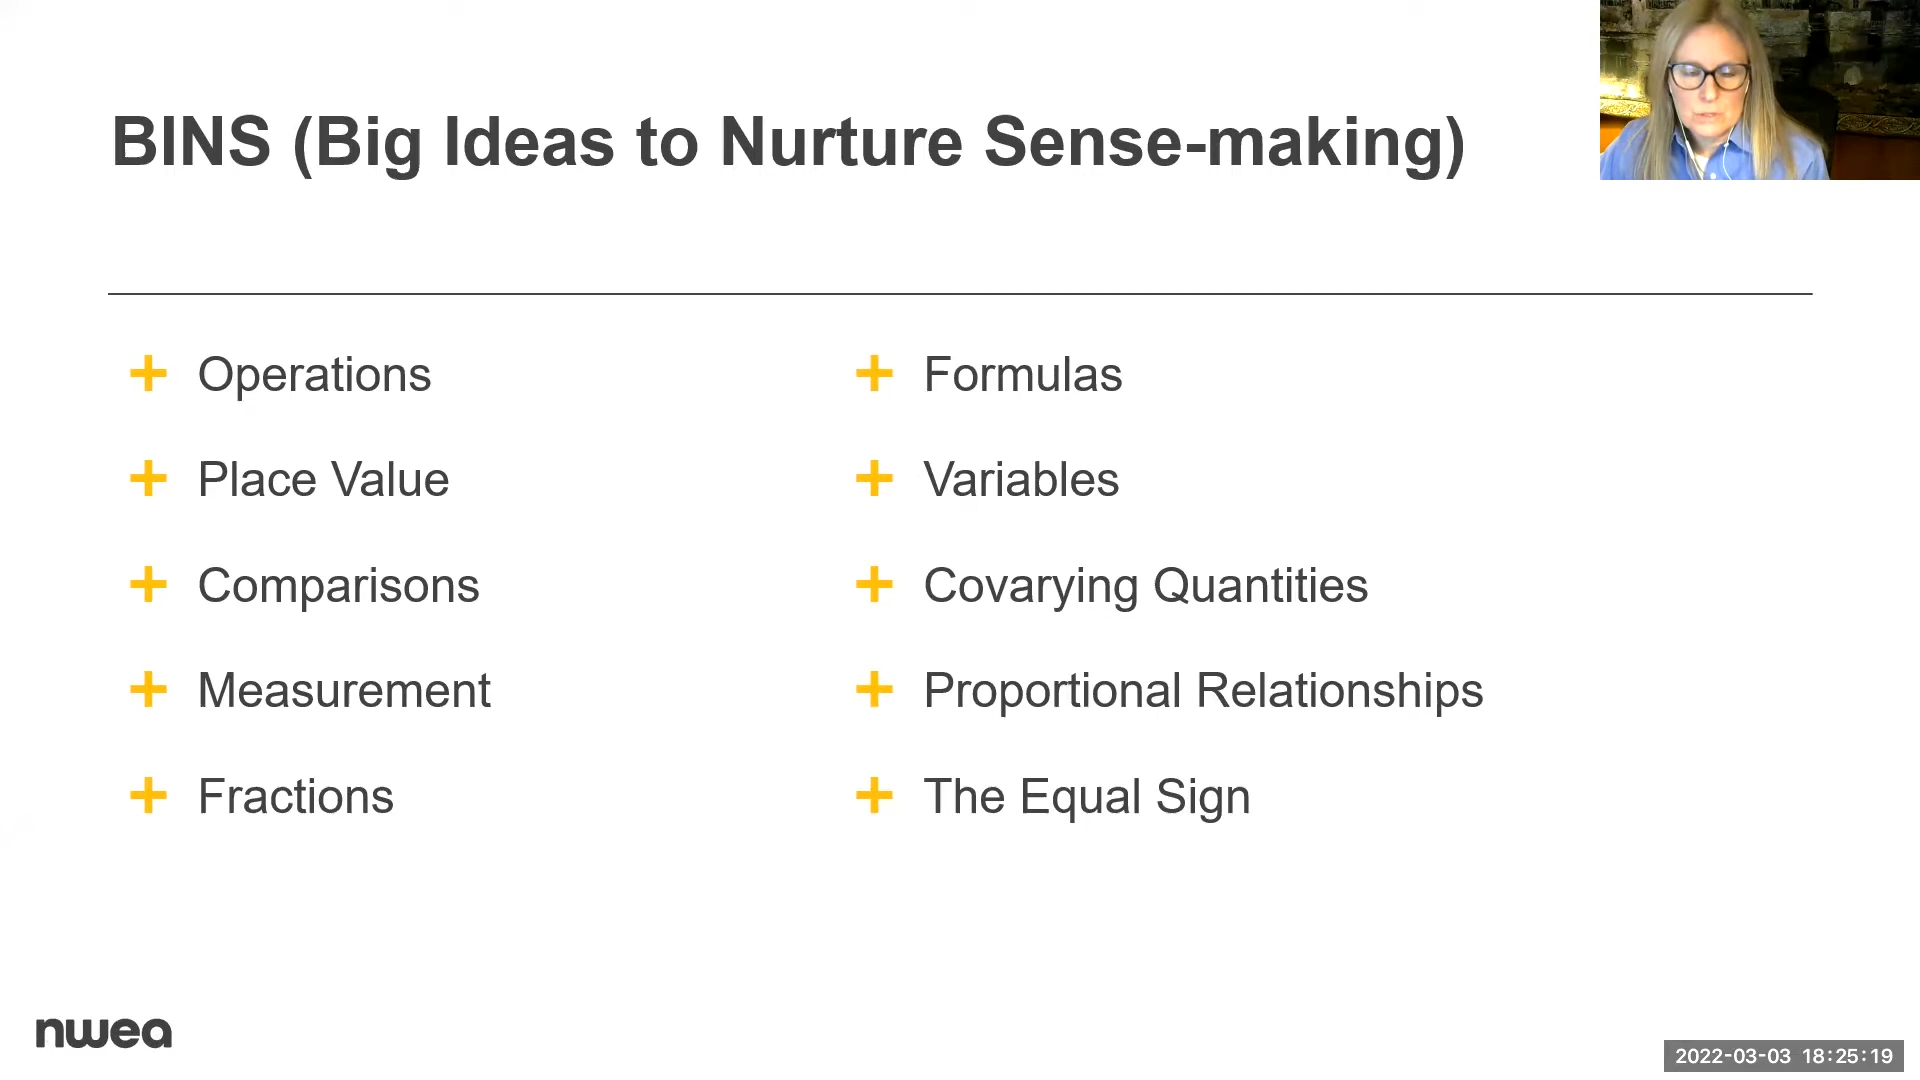 BINS (Big Ideas to Nurture Sense-making)
Operations
Place Value
Comparisons
Measurement
Fractions
Formulas
Variables
Covarying Quantities
Proportional Relationships
The Equal Sign
nwea
2022-03-03 18:25:19